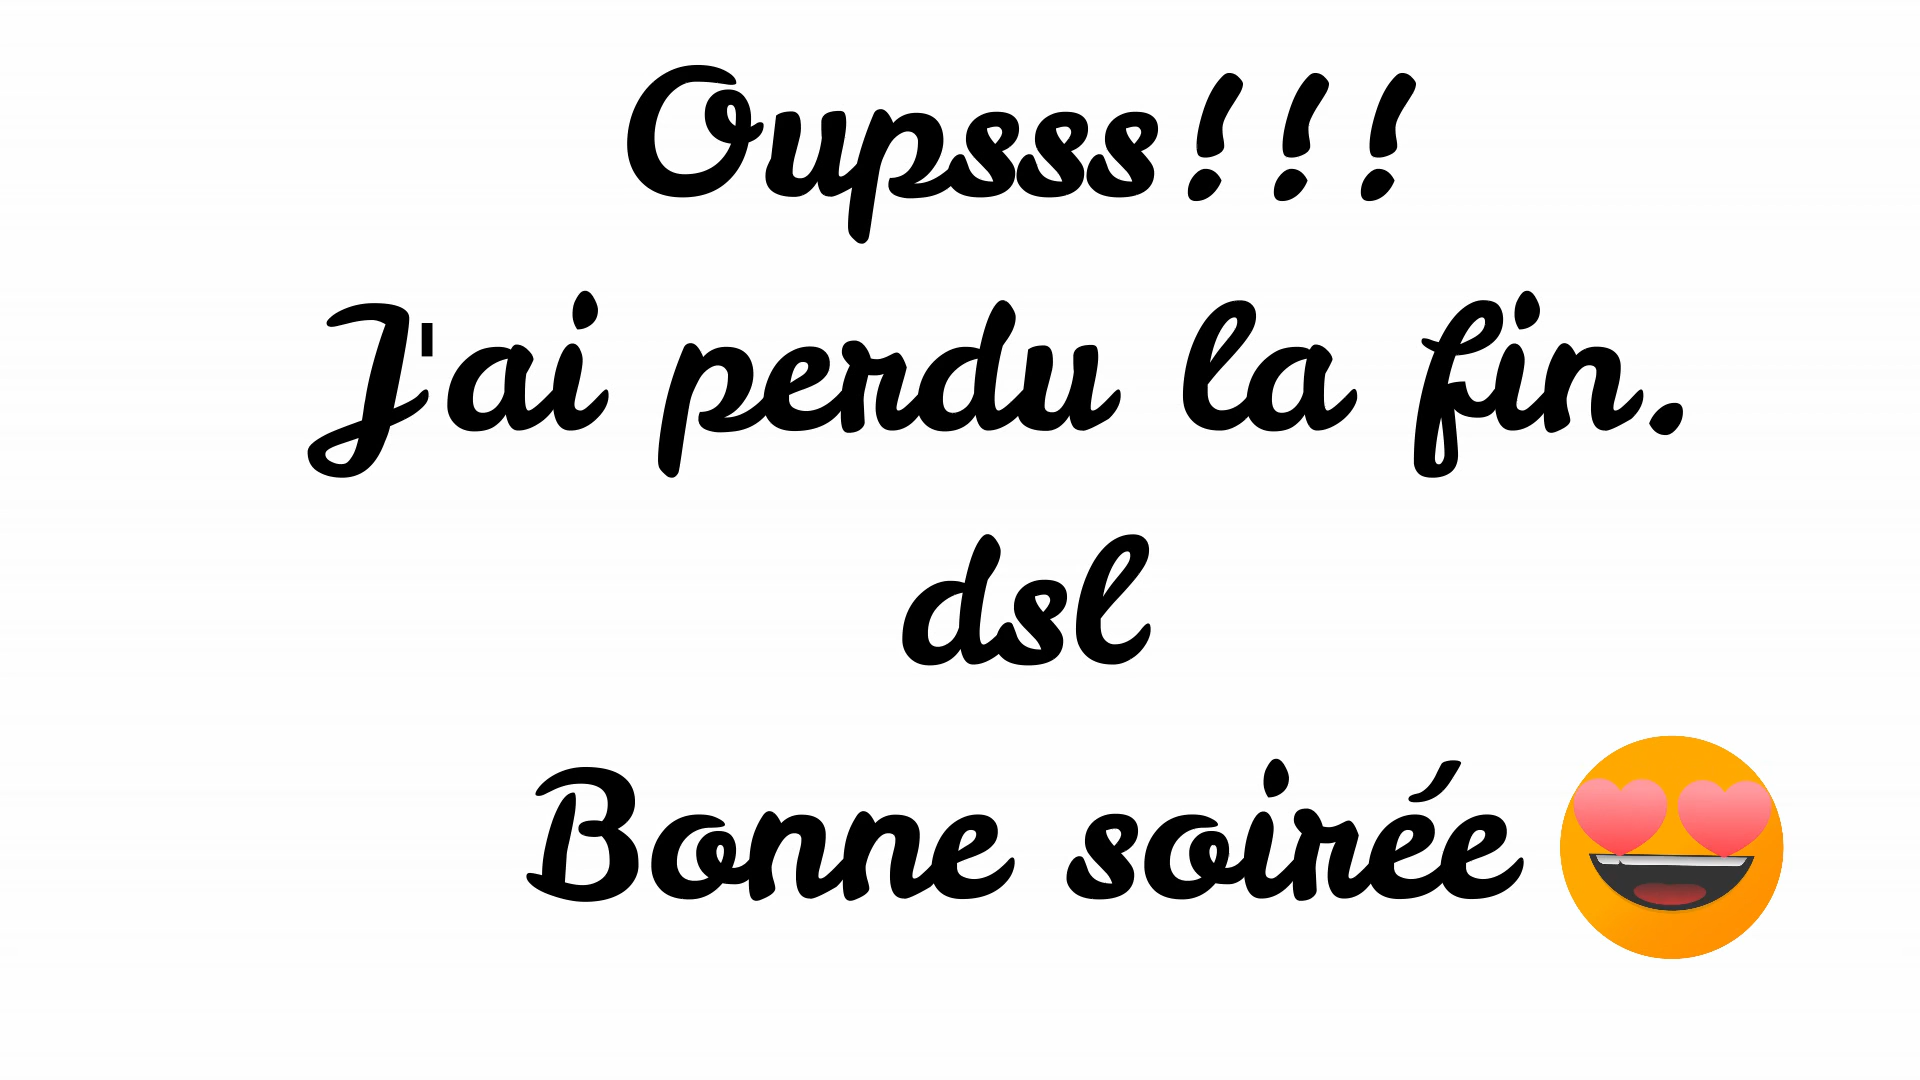 Oupsss!!!
J'ai perdu la fin.
dsl
Bonne soirée 😍